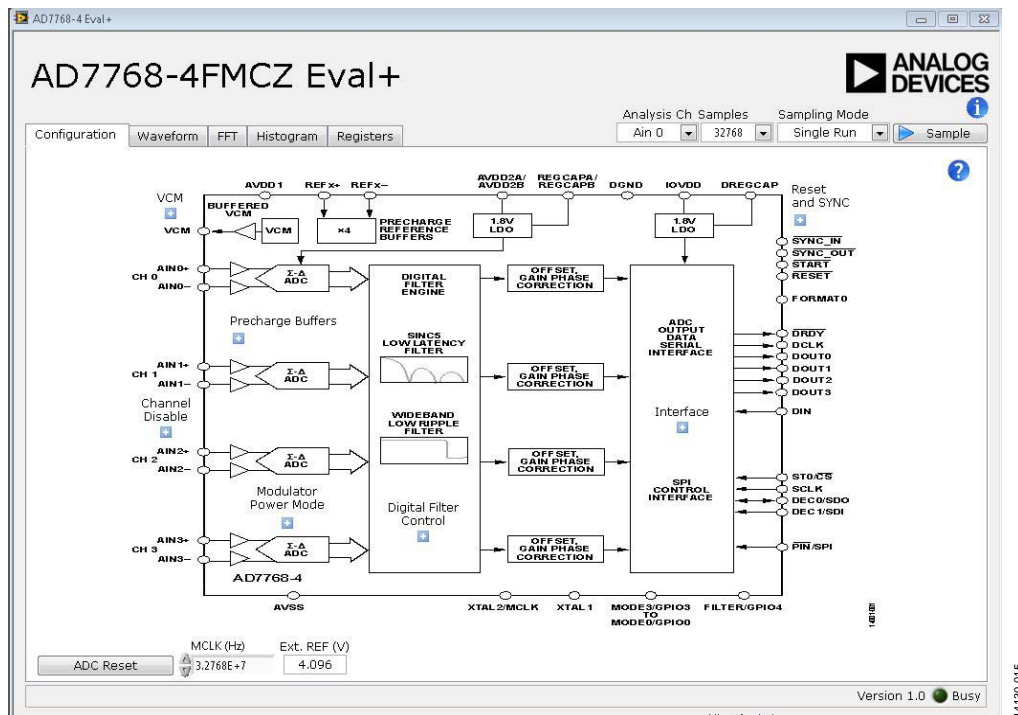 AD7768-4 Eval+
AD7768-4FMCZ Eval+
ANALOG
DEVICES
Analysis Ch Samples
Sampling Mode
Ain 0
32768
Single Run
Sample
Configuration
Waveform
FFT
Histogram
Registers
AVDD1
REFx+
REFx–
AVDD2A/
AVDD2B
REGCAPA/
REGCAPB
DGND
IOVDD
DREGCAP
VCM
Reset
and SYNC
BUFFERED
VCM
VCM
VCM
×4
PRECHARGE
REFERENCE
BUFFERS
1.8V
LDO
1.8V
LDO
SYNC_IN
SYNC_OUT
START
RESET
FORMAT0
CH 0
AIN0+
AIN0–
Σ-Δ
ADC
DIGITAL
FILTER
ENGINE
OFFSET,
GAIN PHASE
CORRECTION
Precharge Buffers
SINC5
LOW LATENCY
FILTER
ADC
OUTPUT
DATA
SERIAL
INTERFACE
DRDY
DCLK
DOUT0
DOUT1
DOUT2
DOUT3
DIN
CH 1
AIN1+
AIN1–
Σ-Δ
ADC
OFFSET,
GAIN PHASE
CORRECTION
Channel
Disable
WIDEBAND
LOW RIPPLE
FILTER
Interface
CH 2
AIN2+
AIN2–
Σ-Δ
ADC
OFFSET,
GAIN PHASE
CORRECTION
Modulator
Power Mode
Digital Filter
Control
SPI
CONTROL
INTERFACE
ST0/CS
SCLK
DEC0/SDO
DEC1/SDI
CH 3
AIN3+
AIN3–
Σ-Δ
ADC
OFFSET,
GAIN PHASE
CORRECTION
PIN/SPI
AD7768-4
AVSS
XTAL2/MCLK
XTAL1
MODE3/GPIO3
TO
MODE0/GPIO0
FILTER/GPIO4
MCLK (Hz)
Ext. REF (V)
ADC Reset
3.2768E+7
4.096
Version 1.0
Busy